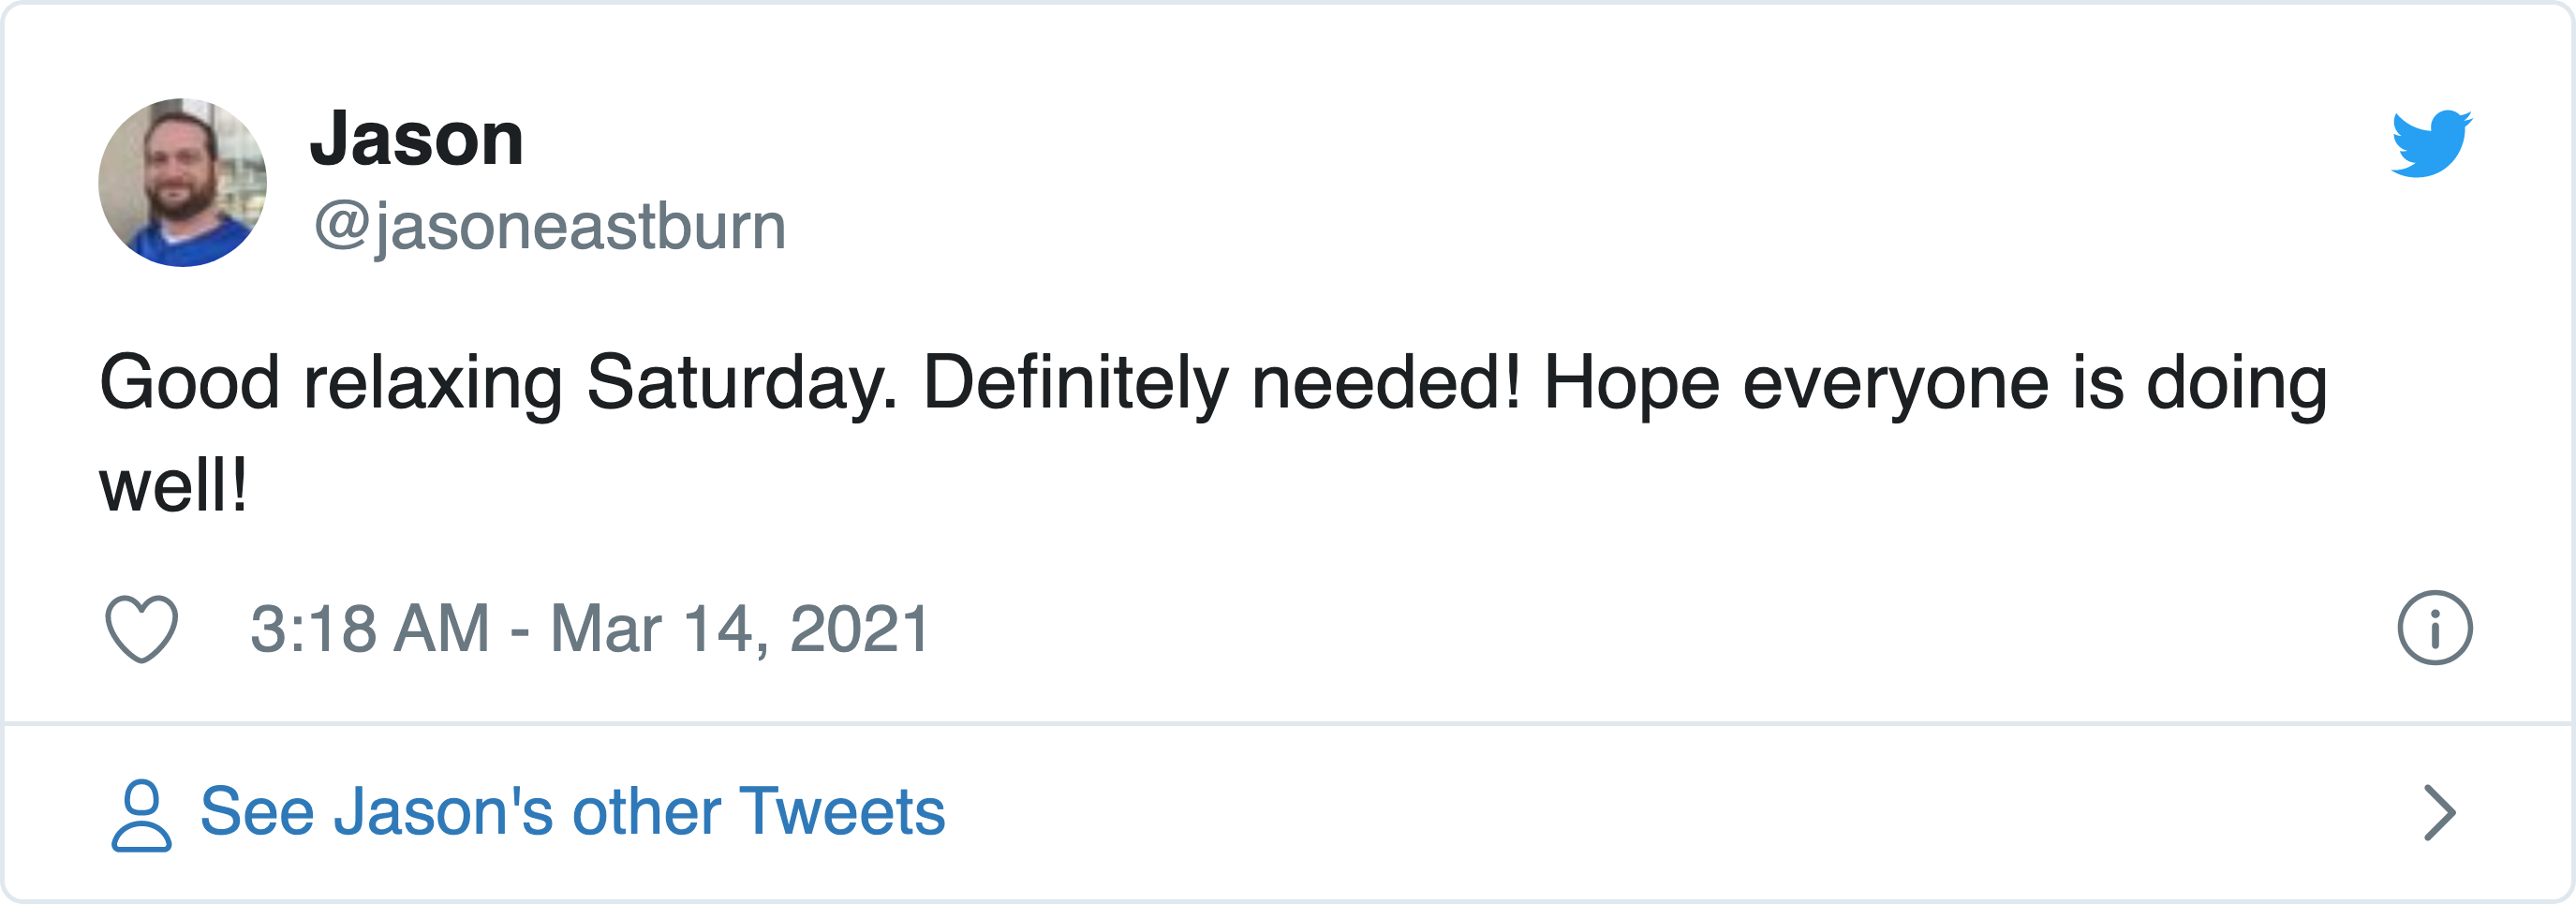 Jason
@jasoneastburn
Good relaxing Saturday. Definitely needed! Hope everyone is doing
well!
3:18 AM - Mar 14, 2021
See Jason's other Tweets